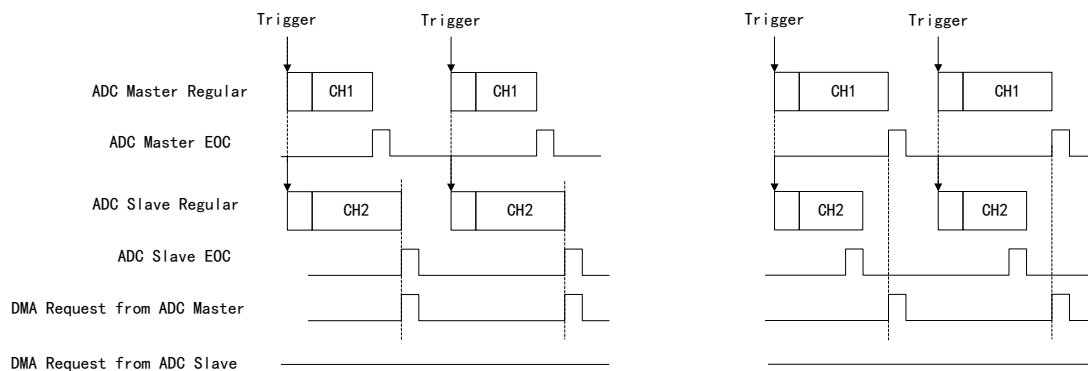 Trigger Trigger Trigger Trigger
ADC Master Regular CH1 CH1 CH1 CH1
ADC Master EOC
ADC Slave Regular CH2 CH2 CH2 CH2
ADC Slave EOC
DMA Request from ADC Master
DMA Request from ADC Slave